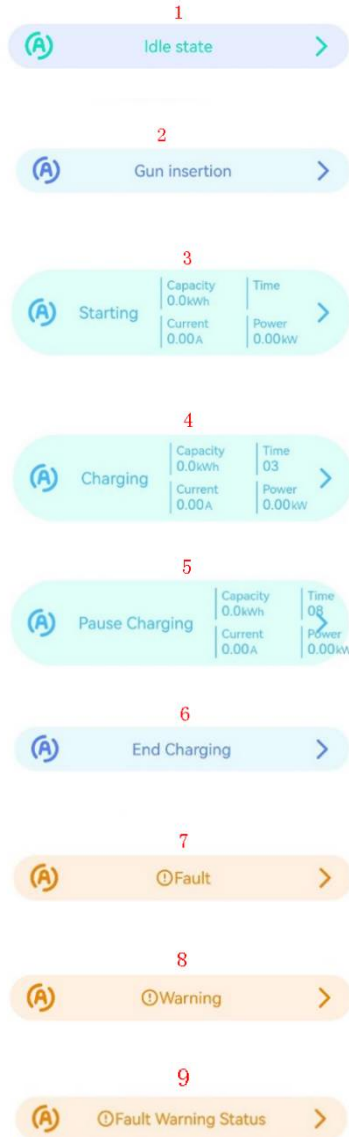 1
Idle state
2
Gun insertion
3
Starting
Capacity
0.0kWh
Time
Current
0.00A
Power
0.00kW
4
Charging
Capacity
0.0kWh
Time
03
Current
0.00A
Power
0.00kW
5
Pause Charging
Capacity
0.0kWh
Time
08
Current
0.00A
Power
0.00kW
6
End Charging
7
Fault
8
Warning
9
Fault Warning Status